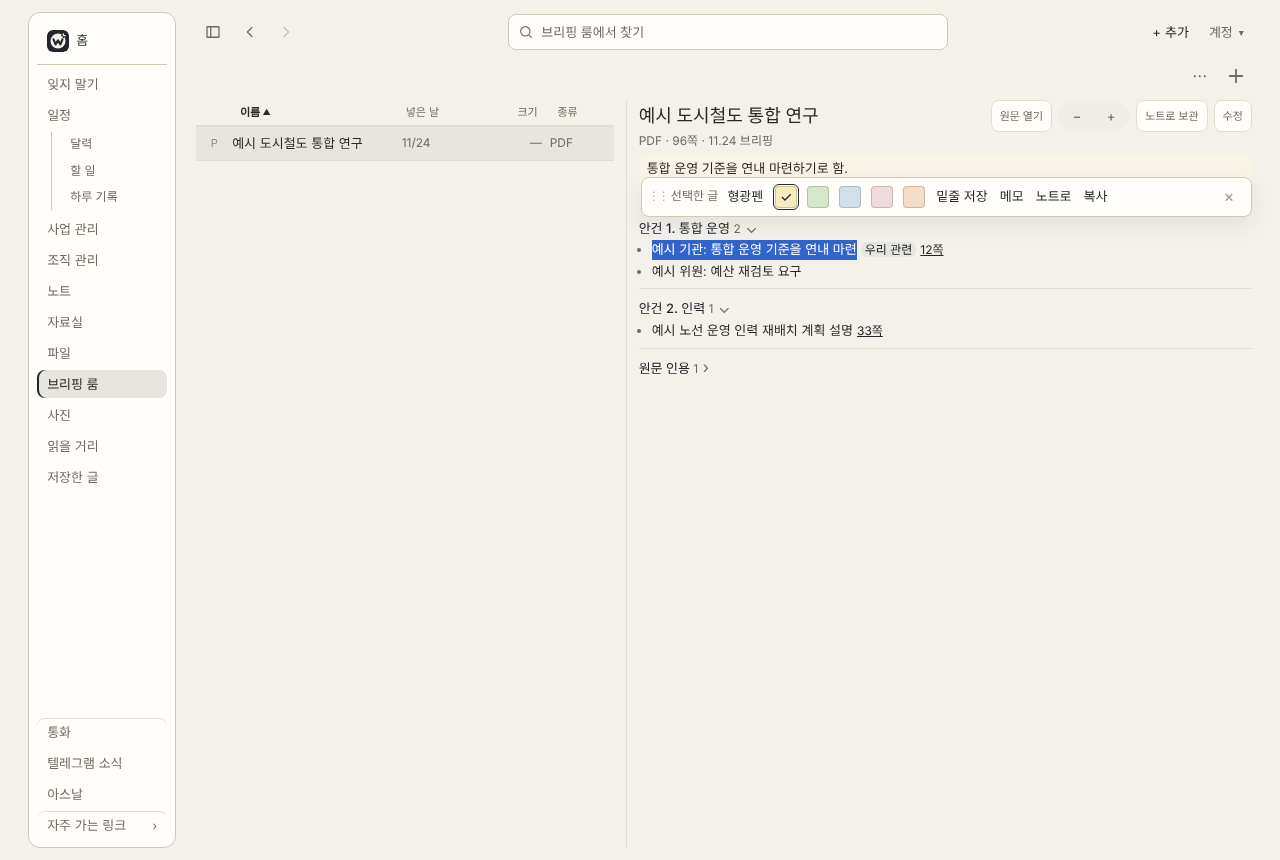 홈
잊지 말기
일정
달력
할 일
하루 기록
사업 관리
조직 관리
노트
자료실
파일
브리핑 룸
사진
읽을 거리
저장한 글
통화
텔레그램 소식
아스날
자주 가는 링크 ›
브리핑 룸에서 찾기
+ 추가 계정 ▾
이름▲ 넣은 날 크기 종류
P 예시 도시철도 통합 연구 11/24 — PDF
예시 도시철도 통합 연구
원문 열기 − + 노트로 보관 수정
PDF · 96쪽 · 11.24 브리핑
통합 운영 기준을 연내 마련하기로 함.
선택한 글 형광펜 밑줄 저장 메모 노트로 복사 ×
안건 1. 통합 운영 2
• 예시 기관: 통합 운영 기준을 연내 마련 우리 관련 12쪽
• 예시 위원: 예산 재검토 요구
안건 2. 인력 1
• 예시 노선 운영 인력 재배치 계획 설명 33쪽
원문 인용 1 ›